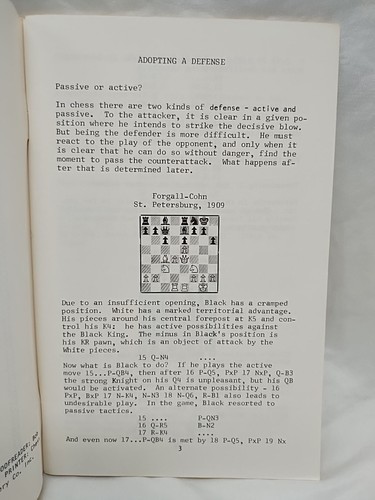 ADOPTING A DEFENSE
Passive or active?
In chess there are two kinds of defense - active and
passive. To the attacker, it is clear in a given po-
sition where he intends to strike the decisive blow.
But being the defender is more difficult. He must
react to the play of the opponent, and only when it
is clear that he can do so without danger, find the
moment to pass the counterattack. What happens af-
ter that is determined later.
Forgall-Cohn
St. Petersburg, 1909
Due to an insufficient opening, Black has a cramped
position. White has a marked territorial advantage.
His pieces around his central forepost at K5 and con-
trol his K4: he has active possibilities against
the Black King. The minus in Black's position is
his KR pawn, which is an object of attack by the
White pieces.
15 Q-N4 ....
Now what is Black to do? If he plays the active
move 15...P-QB4, then after 16 P-Q5, PxP 17 NxP, Q-B3
the strong Knight on his Q4 is unpleasant, but his QB
would be activated. An alternate possibility - 16
PxP, BxP 17 N-K4, N-N3 18 N-Q6, R-B1 also leads to
undesirable play. In the game, Black resorted to
passive tactics.
15 .... P-QN3
16 Q-R5 B-N2
17 R-K4 ....
And even now 17...P-QB4 is met by 18 P-Q5, PxP 19 Nx
3